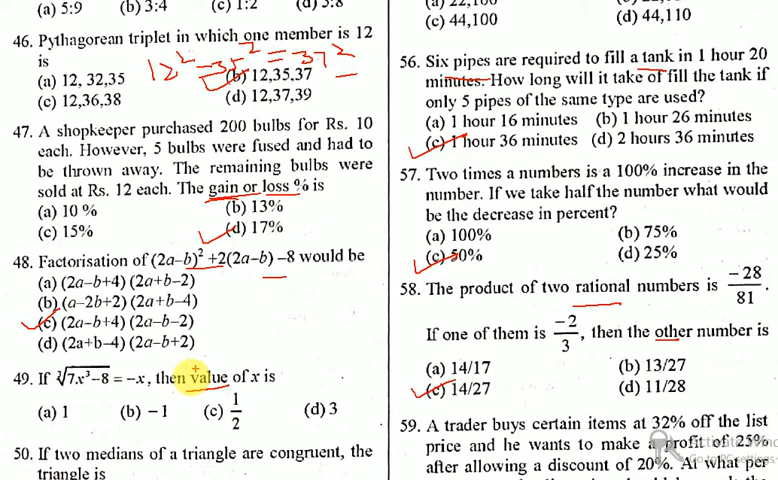 (a) 5:9 (b) 3:4 (c) 1:2 (d) 5:8
46. Pythagorean triplet in which one member is 12
is
12² 35² = 37²
(a) 12, 32,35 (b) 12,35,37
(c) 12,36,38 (d) 12,37,39
47. A shopkeeper purchased 200 bulbs for Rs. 10
each. However, 5 bulbs were fused and had to
be thrown away. The remaining bulbs were
sold at Rs. 12 each. The gain or loss % is
(a) 10 % (b) 13%
(c) 15% (d) 17%
48. Factorisation of (2a–b)² +2(2a–b) –8 would be
(a) (2a–b+4) (2a+b–2)
(b) (a–2b+2) (2a+b–4)
(c) (2a–b+4) (2a–b–2)
(d) (2a+b–4) (2a–b+2)
49. If ∛7x³–8 = –x, then value of x is
(a) 1 (b) –1 (c) 1/2 (d) 3
50. If two medians of a triangle are congruent, the
triangle is
(c) 44,100 (d) 44,110
56. Six pipes are required to fill a tank in 1 hour 20
minutes. How long will it take of fill the tank if
only 5 pipes of the same type are used?
(a) 1 hour 16 minutes (b) 1 hour 26 minutes
(c) 1 hour 36 minutes (d) 2 hours 36 minutes
57. Two times a numbers is a 100% increase in the
number. If we take half the number what would
be the decrease in percent?
(a) 100% (b) 75%
(c) 50% (d) 25%
58. The product of two rational numbers is –28/81.
If one of them is –2/3, then the other number is
(a) 14/17 (b) 13/27
(c) 14/27 (d) 11/28
59. A trader buys certain items at 32% off the list
price and he wants to make a profit of 25%
after allowing a discount of 20%. At what per